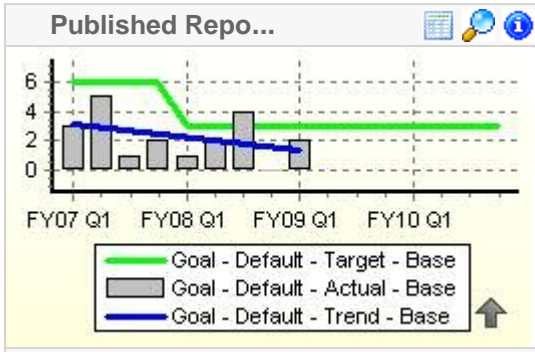 Published Repo...
6
4
2
0
FY07 Q1 FY08 Q1 FY09 Q1 FY10 Q1
Goal - Default - Target - Base
Goal - Default - Actual - Base
Goal - Default - Trend - Base